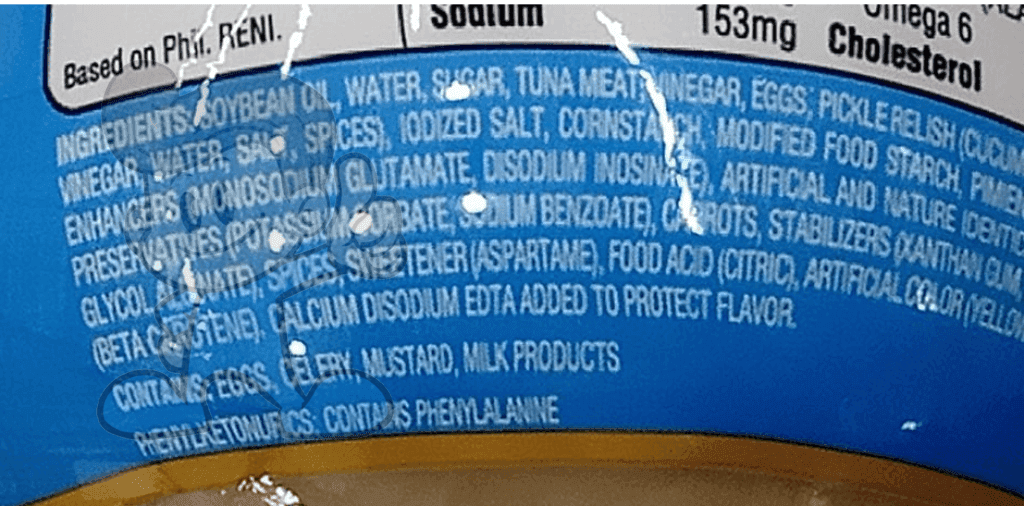 Based on Phil. RENI.
Sodium 153mg
Omega 6
Cholesterol
INGREDIENTS: SOYBEAN OIL, WATER, SUGAR, TUNA MEAT, VINEGAR, EGGS, PICKLE RELISH (CUCUM
VINEGAR, WATER, SALT, SPICES), IODIZED SALT, CORNSTARCH, MODIFIED FOOD STARCH, PIMIEN
ENHANCERS (MONOSODIUM GLUTAMATE, DISODIUM INOSINATE), ARTIFICIAL AND NATURE IDENTIC
PRESERVATIVES (POTASSIUM SORBATE, SODIUM BENZOATE), CARROTS, STABILIZERS (XANTHAN GUM,
GLYCOL ALGINATE), SPICES, SWEETENER (ASPARTAME), FOOD ACID (CITRIC), ARTIFICIAL COLOR (YELLOW
(BETA CAROTENE), CALCIUM DISODIUM EDTA ADDED TO PROTECT FLAVOR.
CONTAINS: EGGS, CELERY, MUSTARD, MILK PRODUCTS
PHENYLKETONURICS: CONTAINS PHENYLALANINE